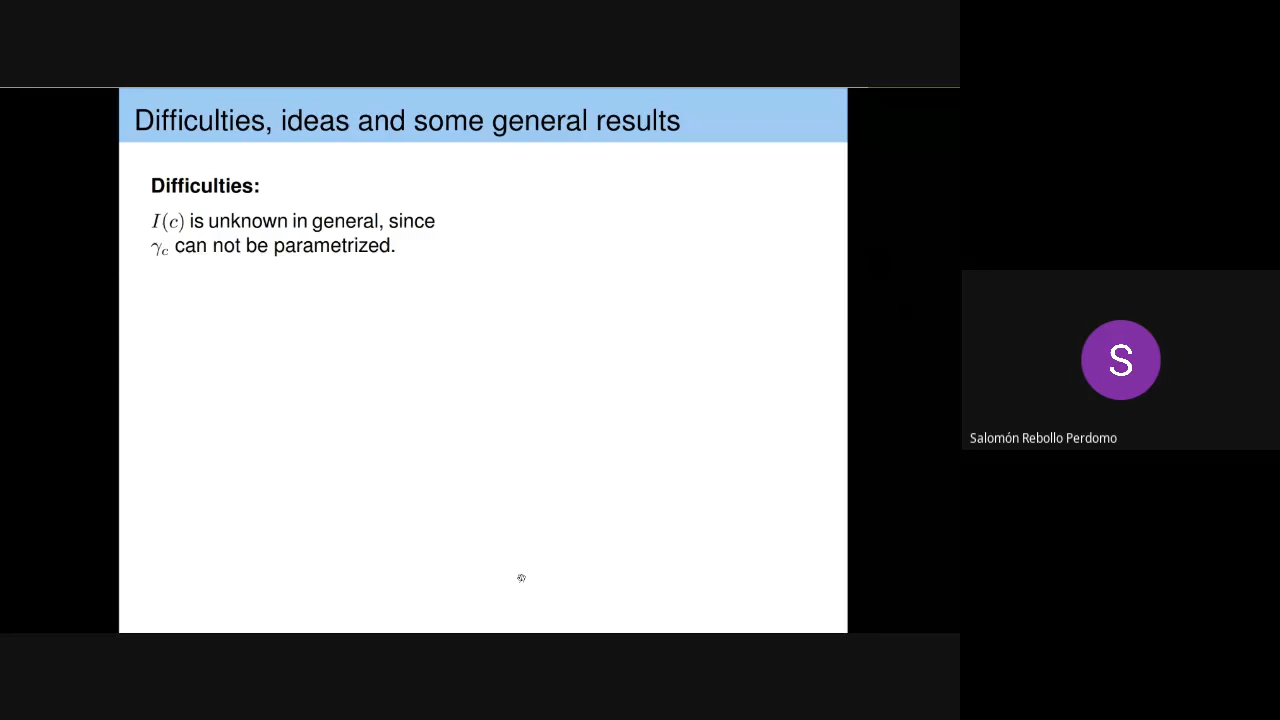 Difficulties, ideas and some general results
Difficulties:
I(c) is unknown in general, since
γc can not be parametrized.
S
Salomón Rebollo Perdomo